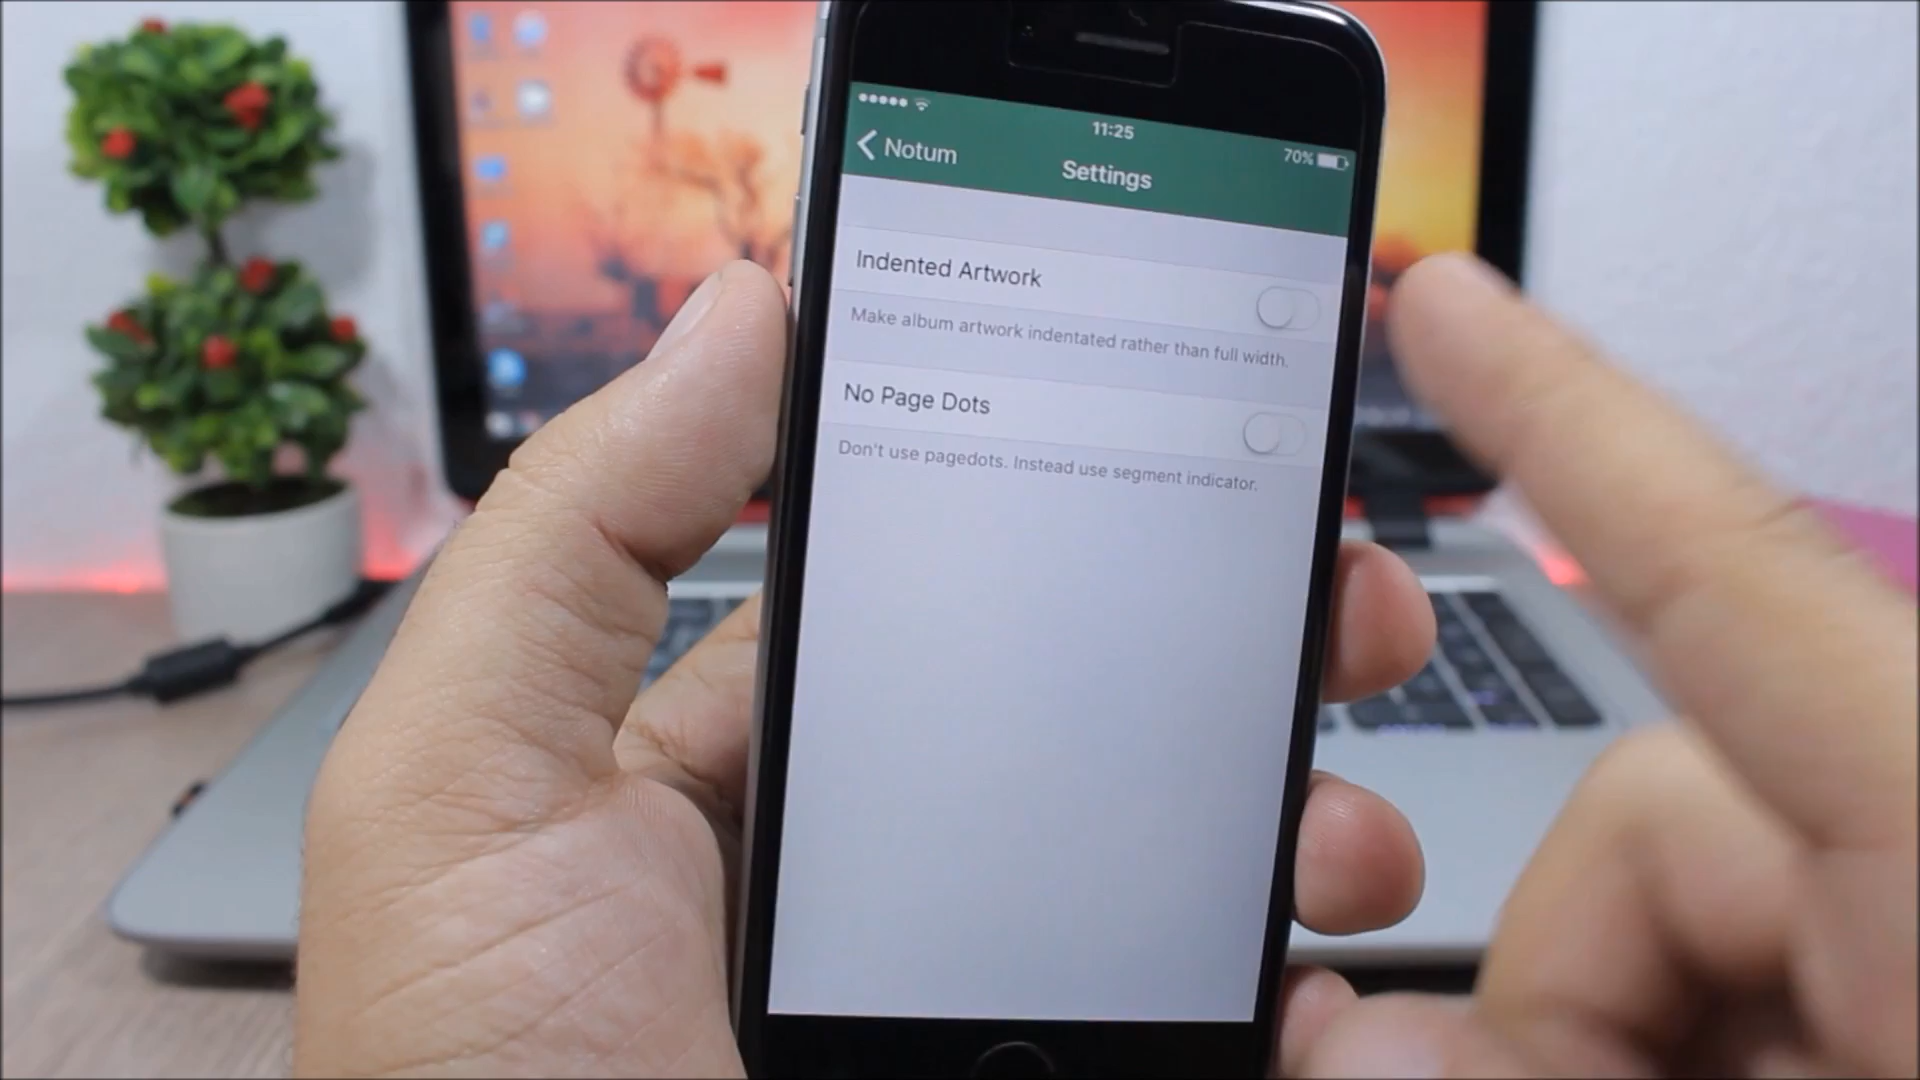 11:25
70%
Notum
Settings
Indented Artwork
Make album artwork indentated rather than full width.
No Page Dots
Don't use pagedots. Instead use segment indicator.